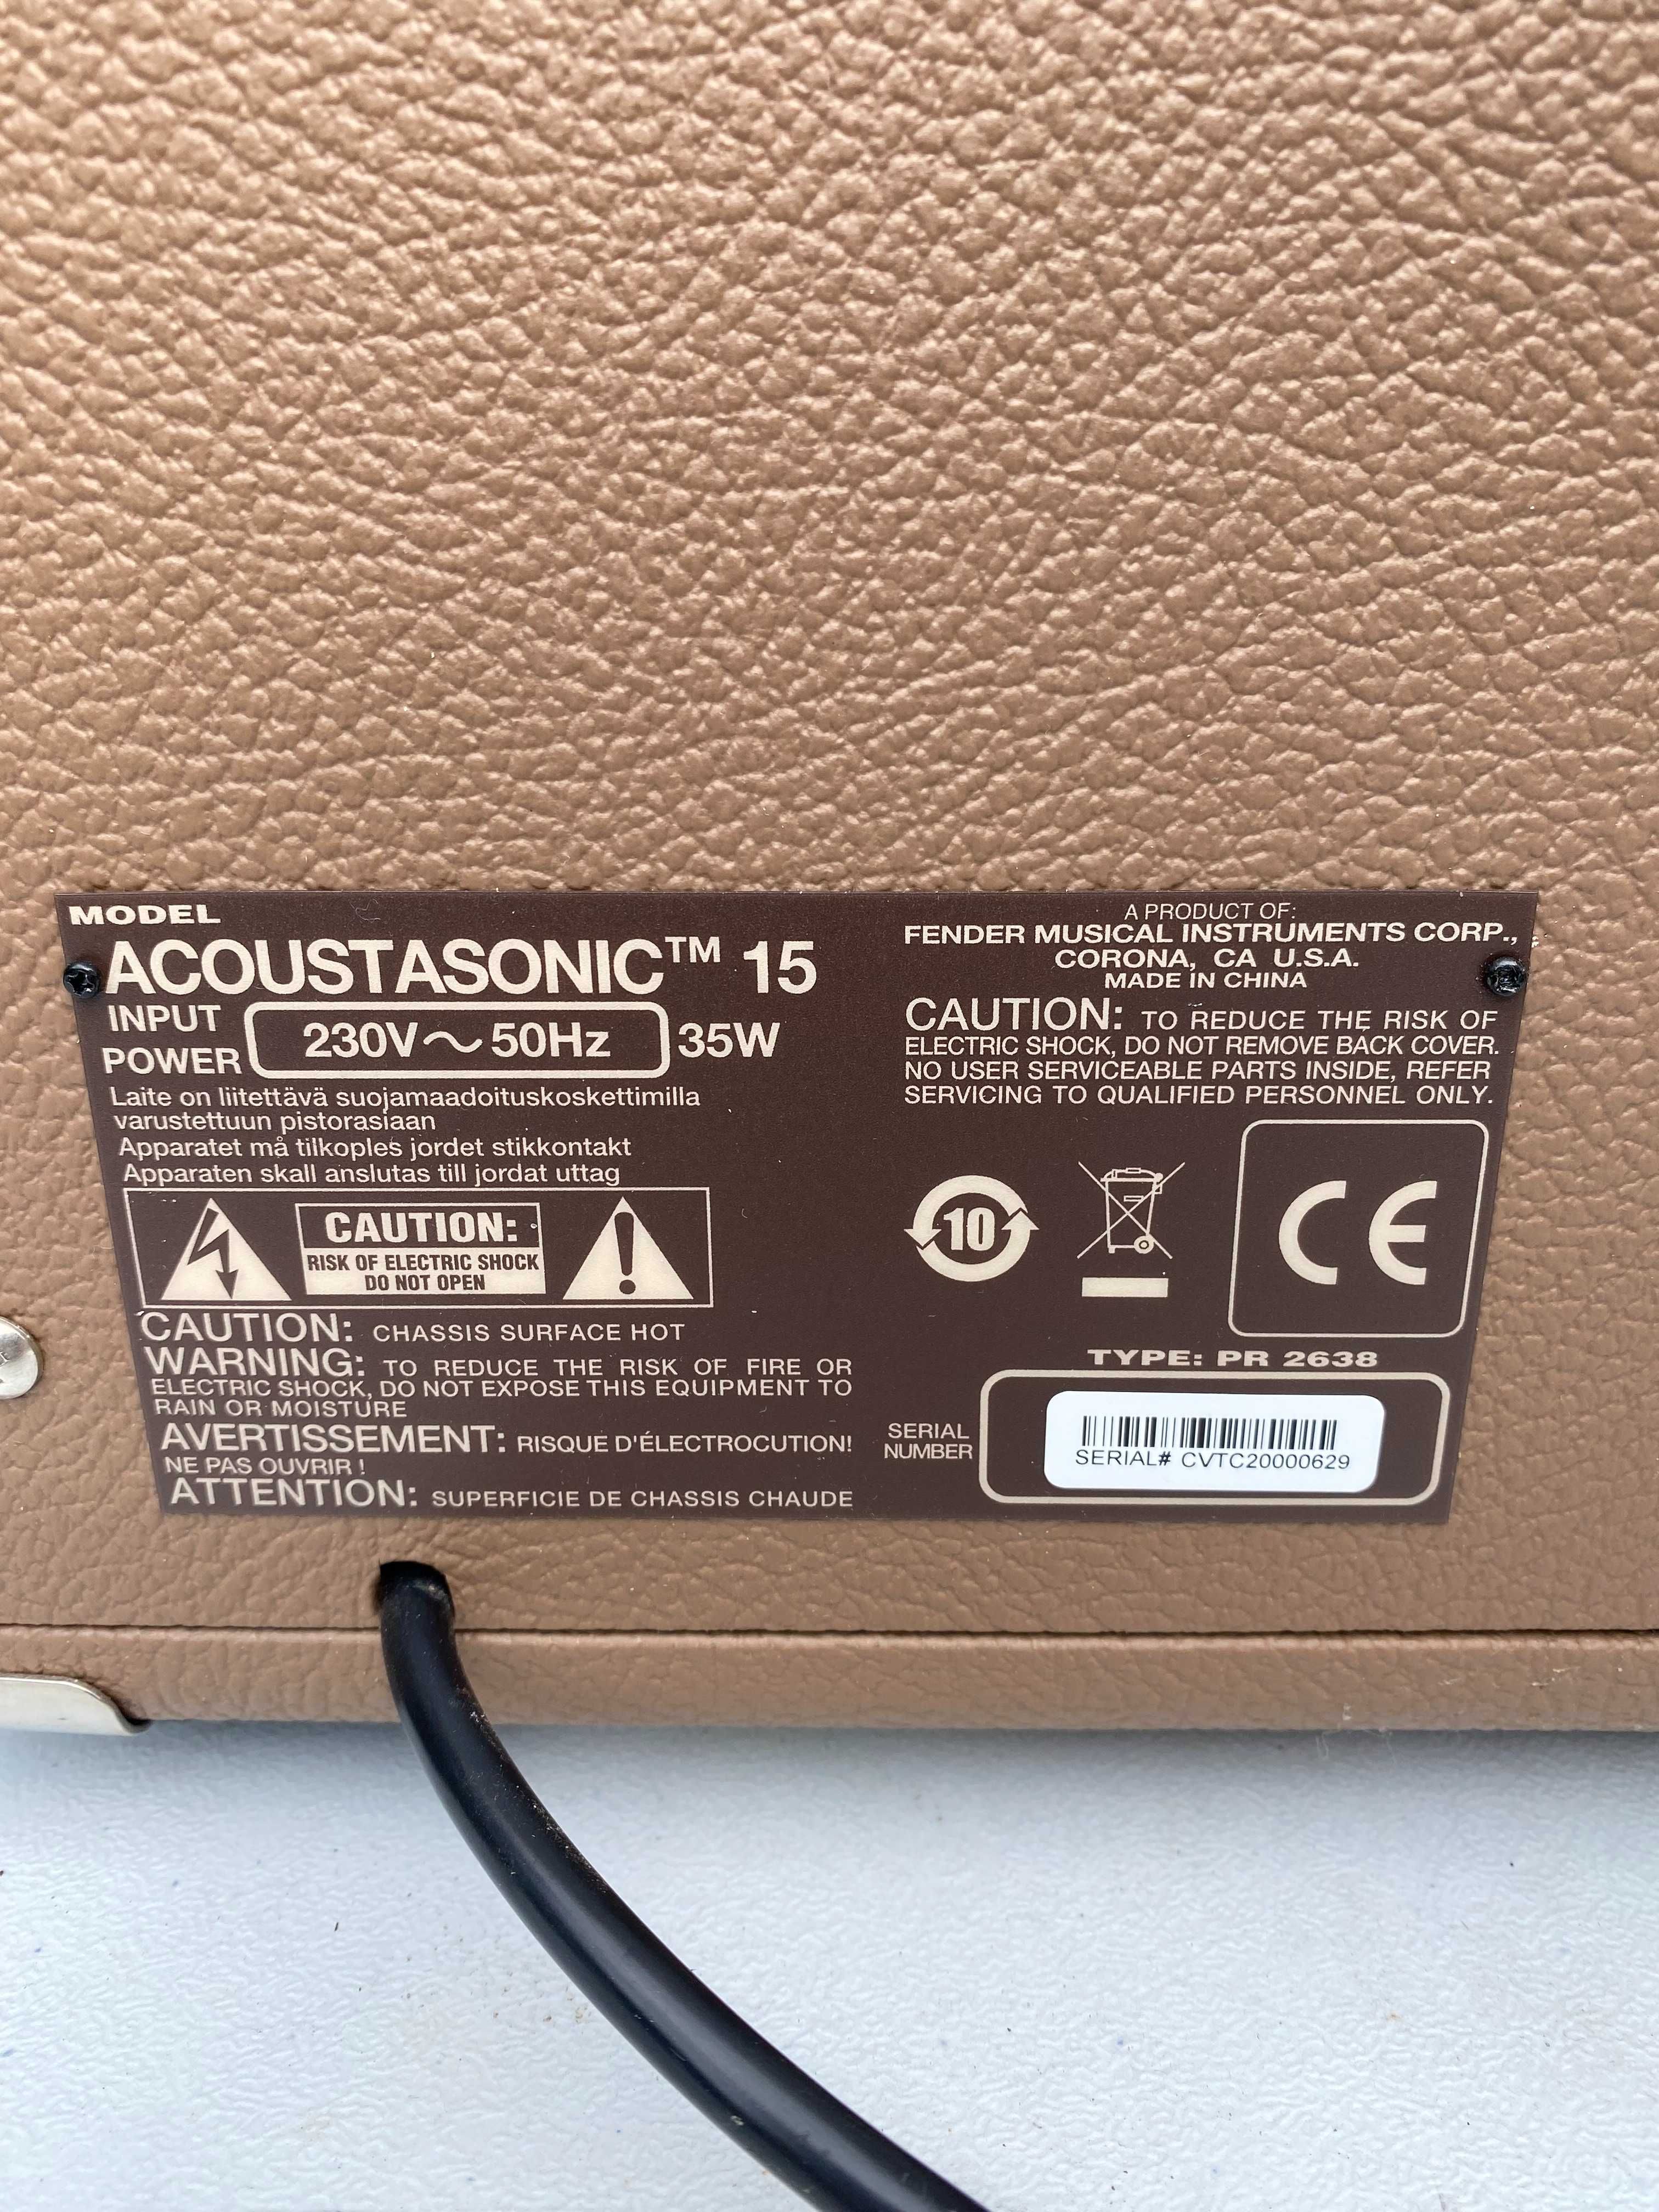 MODEL
ACOUSTASONIC™ 15
INPUT POWER 230V～50Hz 35W
Laite on liitettävä suojamaadoituskoskettimilla
varustettuun pistorasiaan
Apparatet må tilkoples jordet stikkontakt
Apparaten skall anslutas till jordat uttag
CAUTION:
RISK OF ELECTRIC SHOCK
DO NOT OPEN
CAUTION: CHASSIS SURFACE HOT
WARNING: TO REDUCE THE RISK OF FIRE OR
ELECTRIC SHOCK, DO NOT EXPOSE THIS EQUIPMENT TO
RAIN OR MOISTURE
AVERTISSEMENT: RISQUE D'ÉLECTROCUTION!
NE PAS OUVRIR !
ATTENTION: SUPERFICIE DE CHASSIS CHAUDE
A PRODUCT OF:
FENDER MUSICAL INSTRUMENTS CORP.,
CORONA, CA U.S.A.
MADE IN CHINA
CAUTION: TO REDUCE THE RISK OF
ELECTRIC SHOCK, DO NOT REMOVE BACK COVER.
NO USER SERVICEABLE PARTS INSIDE, REFER
SERVICING TO QUALIFIED PERSONNEL ONLY.
10
CE
TYPE: PR 2638
SERIAL
NUMBER
SERIAL# CVTC20000629